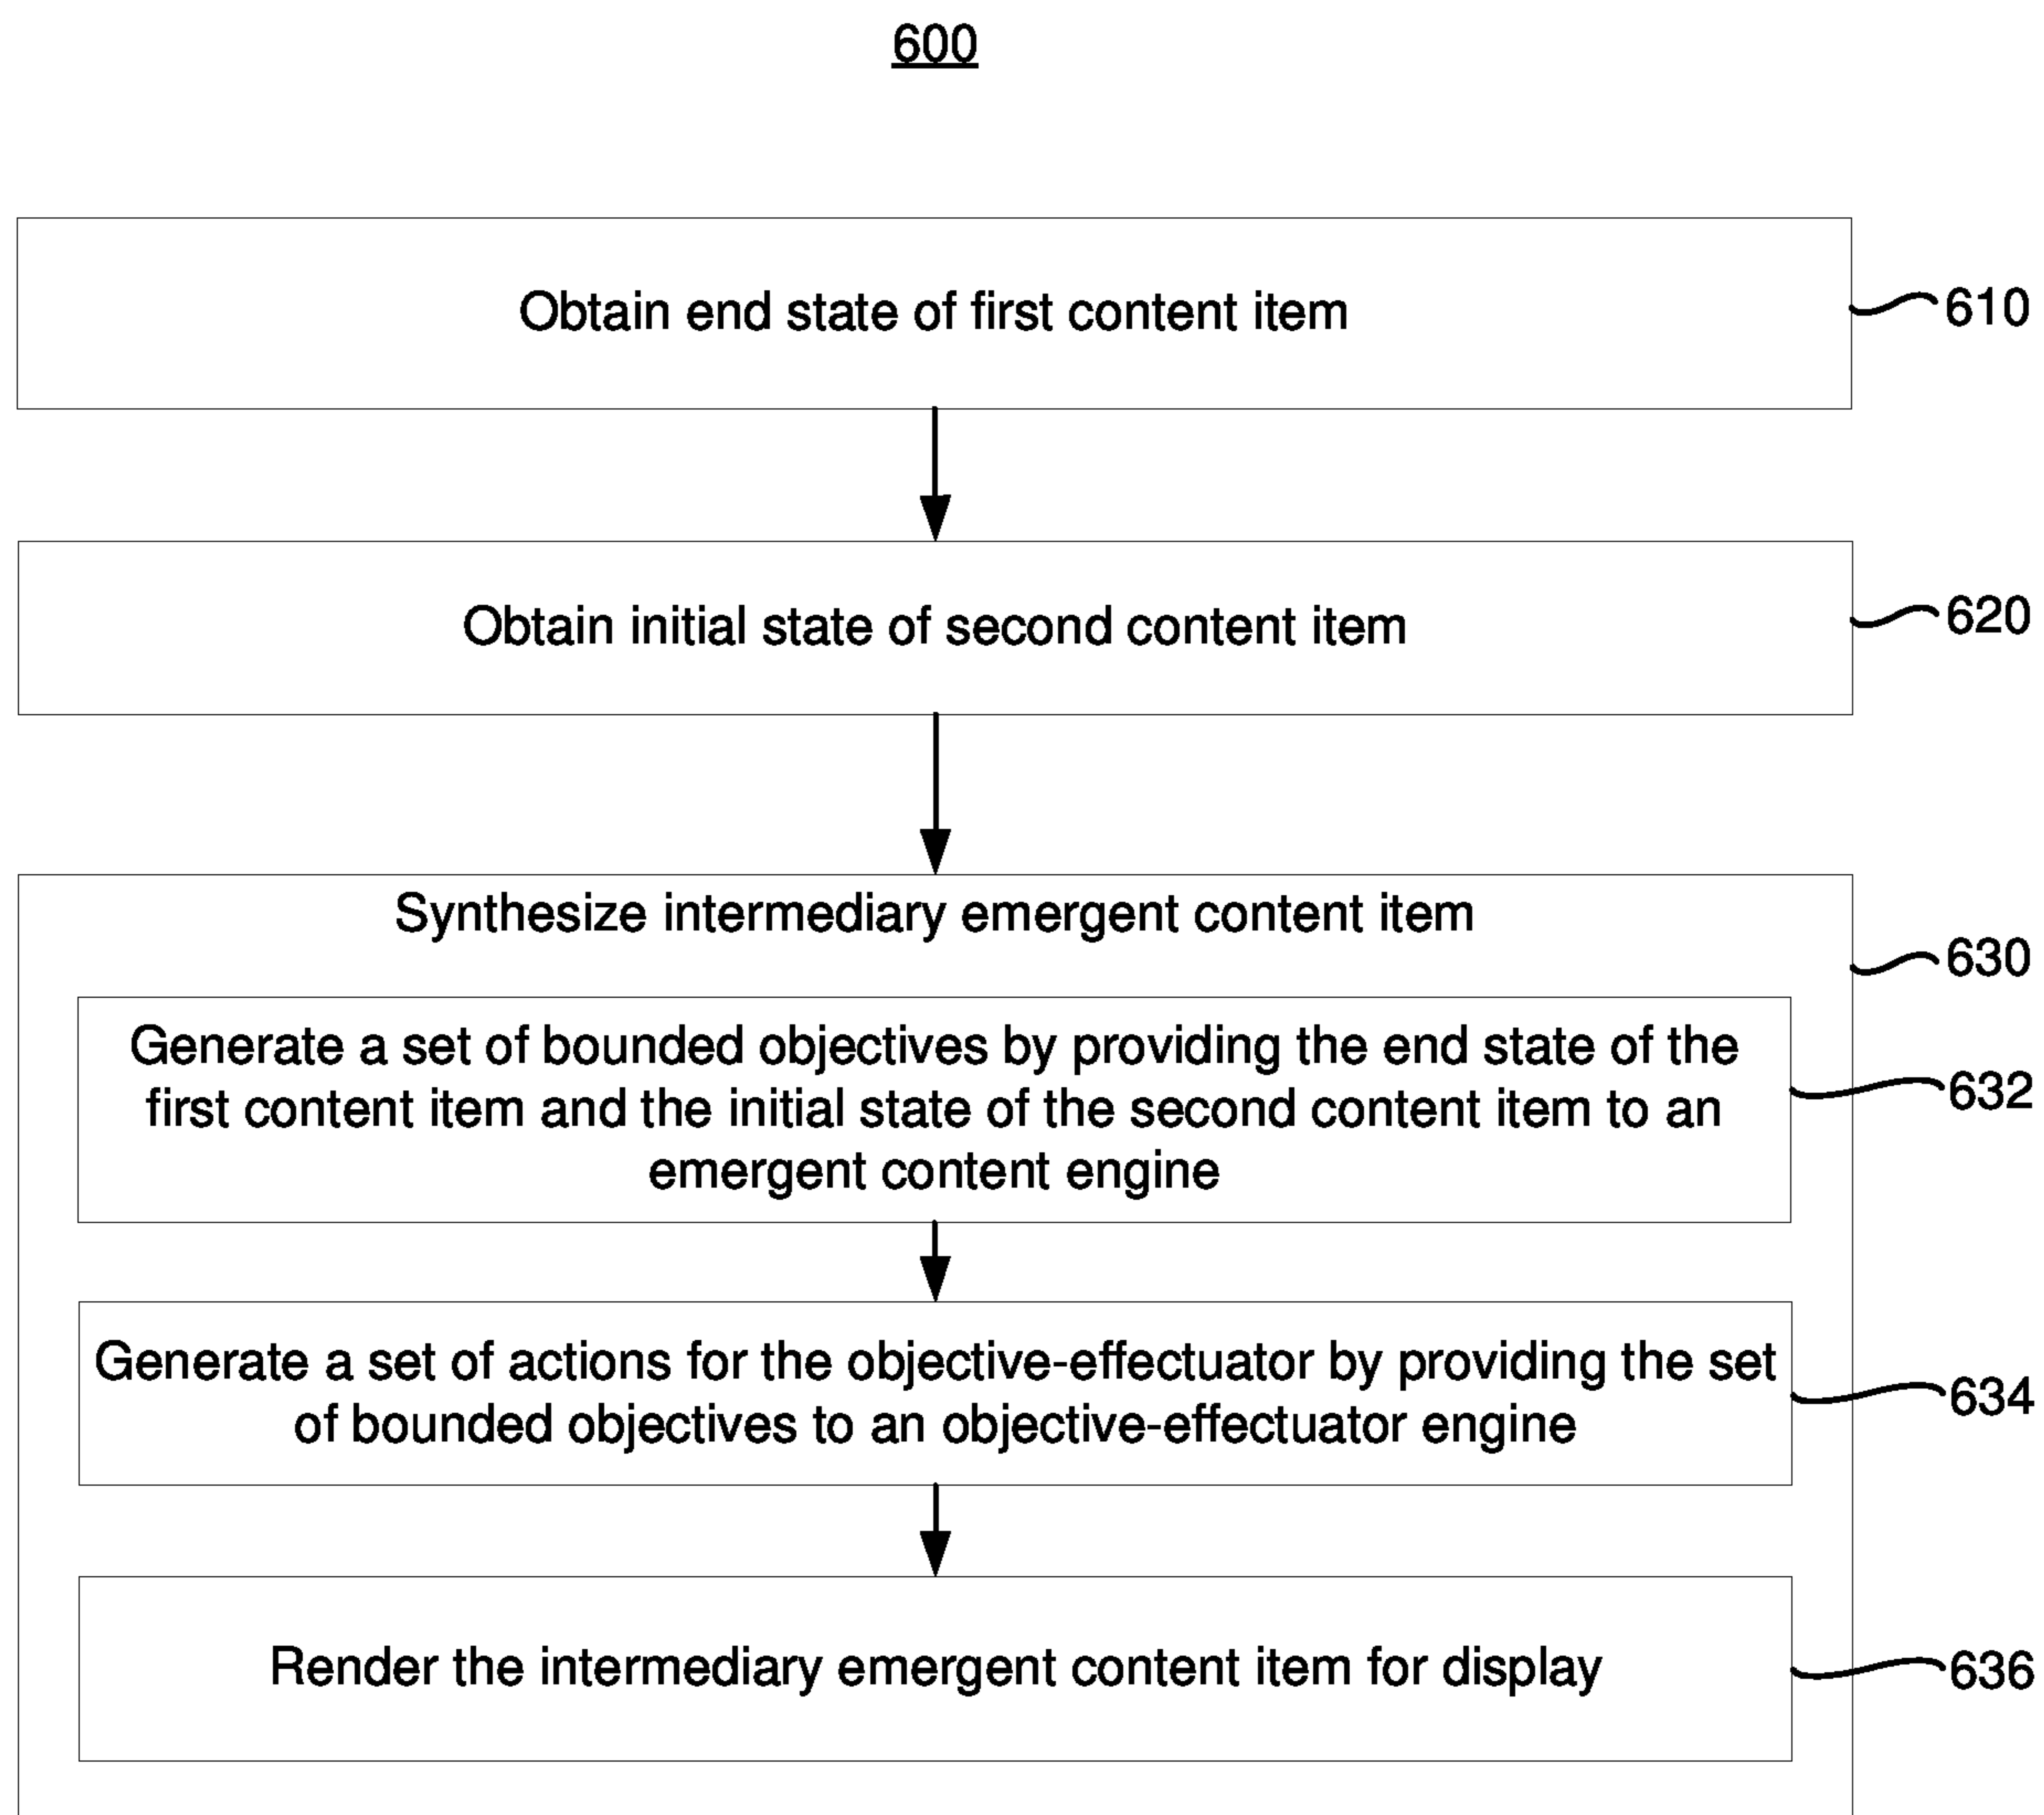 600
Obtain end state of first content item
610
Obtain initial state of second content item
620
Synthesize intermediary emergent content item
630
Generate a set of bounded objectives by providing the end state of the
first content item and the initial state of the second content item to an
emergent content engine
632
Generate a set of actions for the objective-effectuator by providing the set
of bounded objectives to an objective-effectuator engine
634
Render the intermediary emergent content item for display
636